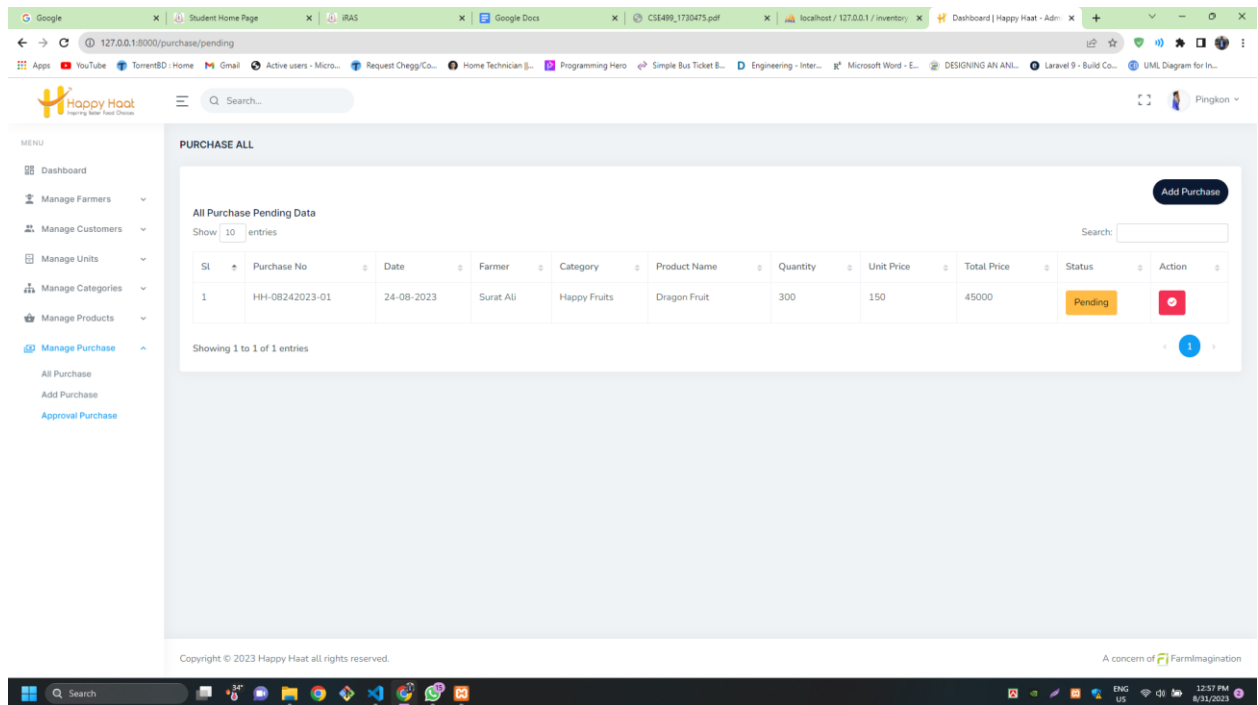 Google
Student Home Page
iRAS
Google Docs
CSE499_1730475.pdf
localhost / 127.0.0.1 / inventory
Dashboard | Happy Haat - Adm
127.0.0.1:8000/purchase/pending
Apps YouTube TorrentBD : Home Gmail Active users - Micro... Request Chegg/Co... Home Technician ||... Programming Hero Simple Bus Ticket B... Engineering - Inter... Microsoft Word - E... DESIGNING AN ANI... Laravel 9 - Build Co... UML Diagram for In...
Happy Haat
Inspiring Better Food Choices
Search...
Pingkon
MENU
Dashboard
Manage Farmers
Manage Customers
Manage Units
Manage Categories
Manage Products
Manage Purchase
All Purchase
Add Purchase
Approval Purchase
PURCHASE ALL
Add Purchase
All Purchase Pending Data
Show 10 entries
Search:
SL Purchase No Date Farmer Category Product Name Quantity Unit Price Total Price Status Action
1 HH-08242023-01 24-08-2023 Surat Ali Happy Fruits Dragon Fruit 300 150 45000 Pending
Showing 1 to 1 of 1 entries
1
Copyright © 2023 Happy Haat all rights reserved.
A concern of FarmImagination
Search
34°
15
ENG
US
12:57 PM
8/31/2023
2